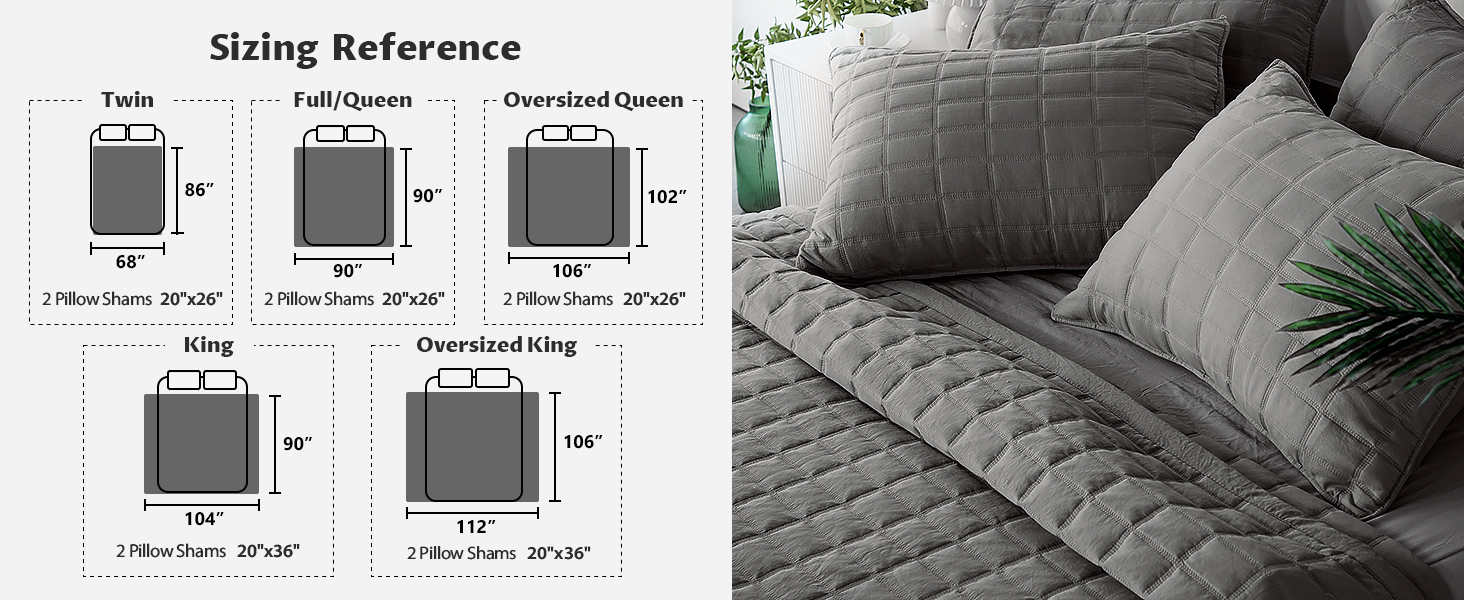 Sizing Reference
Twin
86”
68”
2 Pillow Shams 20"x26"
Full/Queen
90”
90”
2 Pillow Shams 20"x26"
Oversized Queen
102”
106”
2 Pillow Shams 20"x26"
King
90”
104”
2 Pillow Shams 20"x36"
Oversized King
106”
112”
2 Pillow Shams 20"x36"